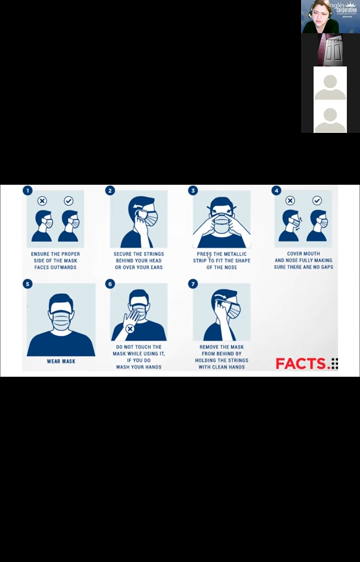 1
ENSURE THE PROPER
SIDE OF THE MASK
FACES OUTWARDS
2
SECURE THE STRINGS
BEHIND YOUR HEAD
OR OVER YOUR EARS
3
PRESS THE METALLIC
STRIP TO FIT THE SHAPE
OF THE NOSE
4
COVER MOUTH
AND NOSE FULLY MAKING
SURE THERE ARE NO GAPS
5
WEAR MASK
6
DO NOT TOUCH THE
MASK WHILE USING IT,
IF YOU DO
WASH YOUR HANDS
7
REMOVE THE MASK
FROM BEHIND BY
HOLDING THE STRINGS
WITH CLEAN HANDS
FACTS.